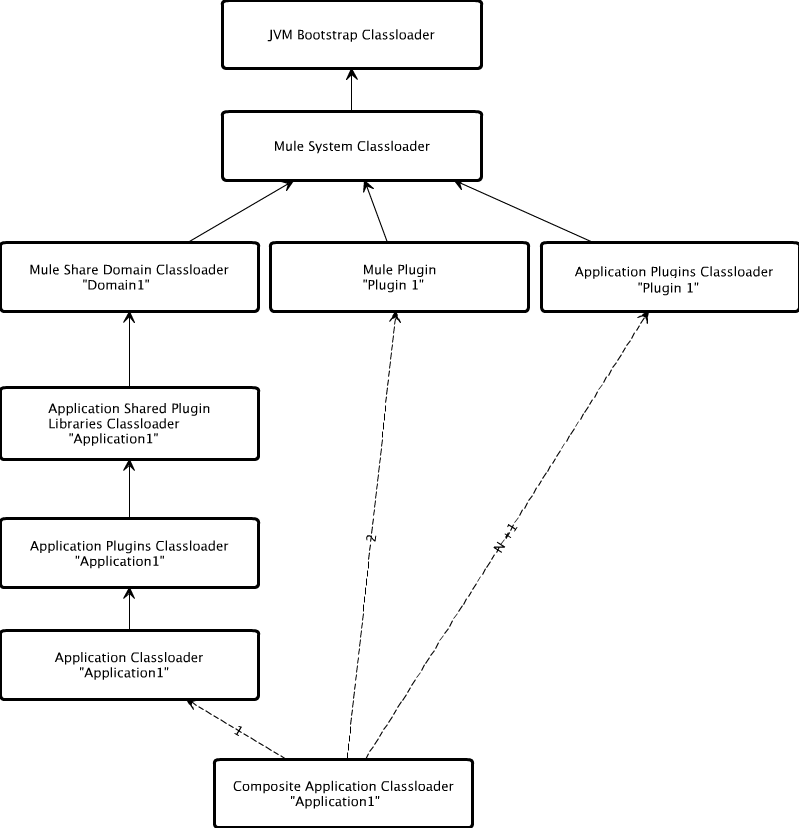 JVM Bootstrap Classloader
Mule System Classloader
Mule Share Domain Classloader
"Domain1"
Mule Plugin
"Plugin 1"
Application Plugins Classloader
"Plugin 1"
Application Shared Plugin
Libraries Classloader
"Application1"
Application Plugins Classloader
"Application1"
2
N +1
Application Classloader
"Application1"
1
Composite Application Classloader
"Application1"